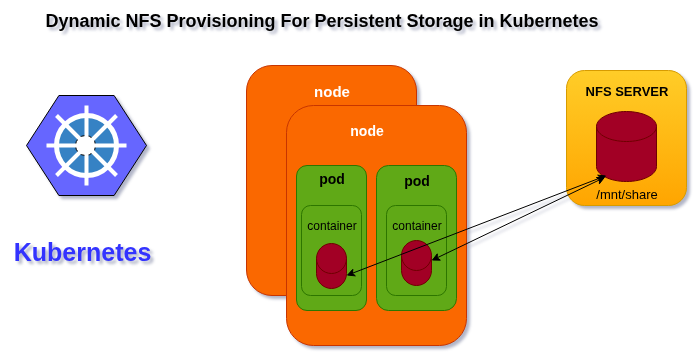 Dynamic NFS Provisioning For Persistent Storage in Kubernetes
node
node
NFS SERVER
pod
pod
/mnt/share
container
container
Kubernetes